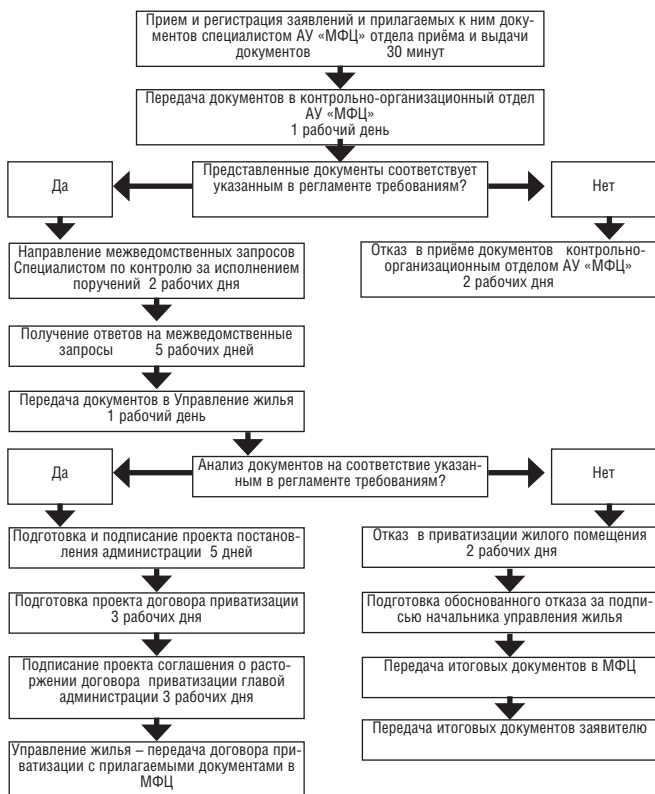 Прием и регистрация заявлений и прилагаемых к ним доку-
ментов специалистом АУ «МФЦ» отдела приёма и выдачи
документов 30 минут
Передача документов в контрольно-организационный отдел
АУ «МФЦ»
1 рабочий день
Представленные документы соответствует
указанным в регламенте требованиям?
Да
Нет
Направление межведомственных запросов
Специалистом по контролю за исполнением
поручений 2 рабочих дня
Отказ в приёме документов контрольно-
организационным отделом АУ «МФЦ»
2 рабочих дня
Получение ответов на межведомственные
запросы 5 рабочих дней
Передача документов в Управление жилья
1 рабочий день
Анализ документов на соответствие указан-
ным в регламенте требованиям?
Да
Нет
Подготовка и подписание проекта постанов-
ления администрации 5 дней
Отказ в приватизации жилого помещения
2 рабочих дня
Подготовка проекта договора приватизации
3 рабочих дня
Подготовка обоснованного отказа за подпи-
сью начальника управления жилья
Подписание проекта соглашения о расто-
ржении договора приватизации главой
администрации 3 рабочих дня
Передача итоговых документов в МФЦ
Передача итоговых документов заявителю
Управление жилья – передача договора при-
ватизации с прилагаемыми документами в
МФЦ